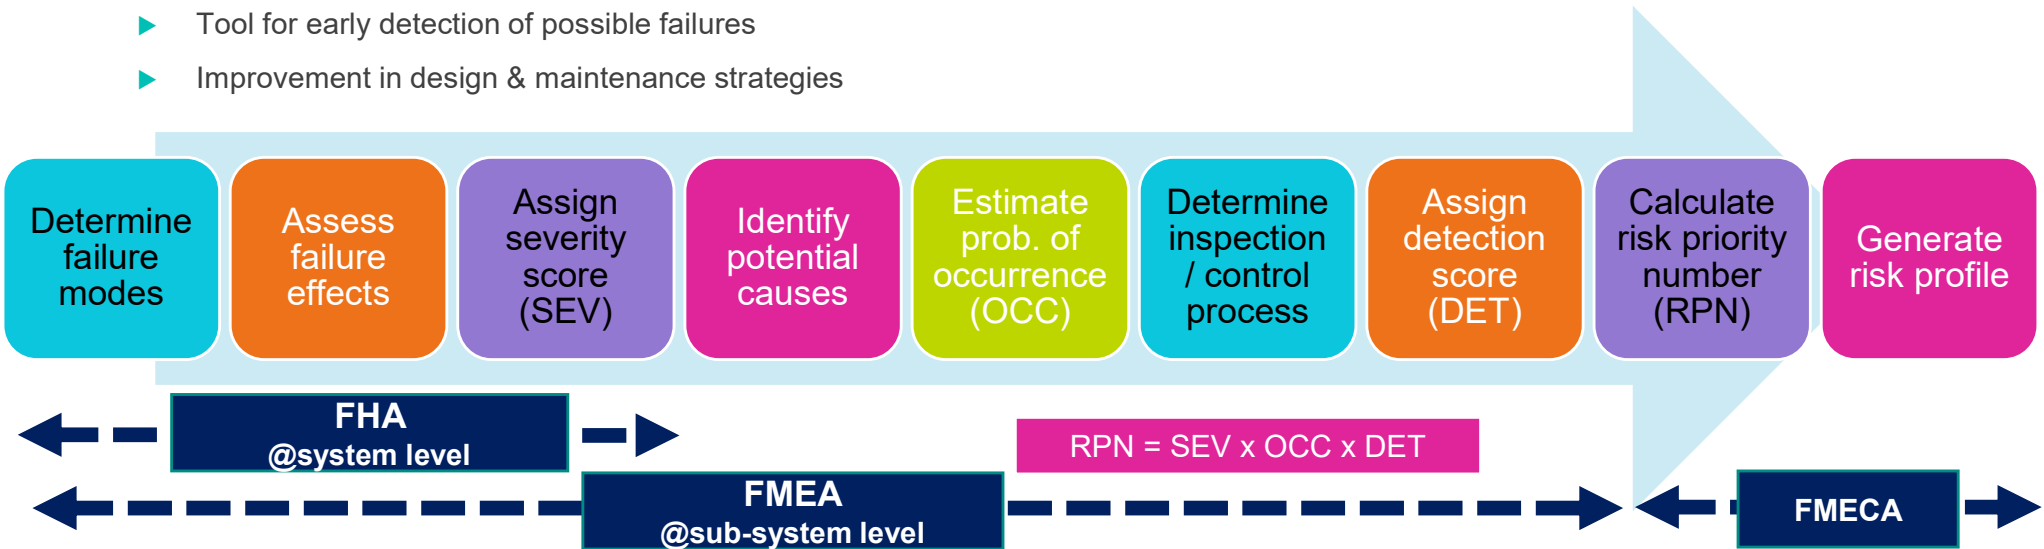 Tool for early detection of possible failures
Improvement in design & maintenance strategies
Determine
failure
modes
Assess
failure
effects
Assign
severity
score
(SEV)
Identify
potential
causes
Estimate
prob. of
occurrence
(OCC)
Determine
inspection
/ control
process
Assign
detection
score
(DET)
Calculate
risk priority
number
(RPN)
Generate
risk profile
FHA
@system level
RPN = SEV x OCC x DET
FMEA
@sub-system level
FMECA